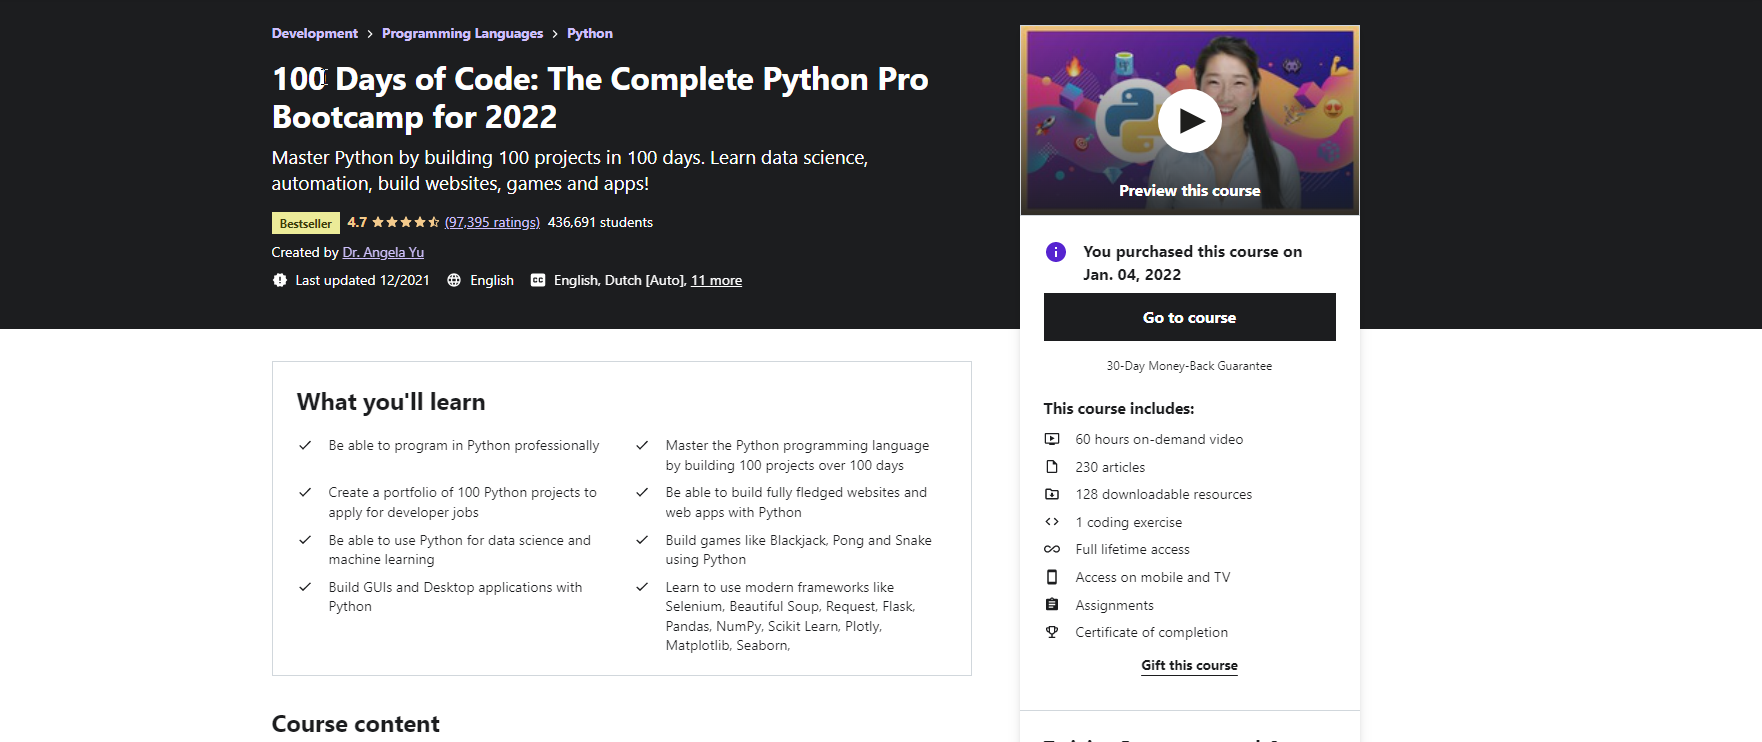 Development > Programming Languages > Python
100 Days of Code: The Complete Python Pro
Bootcamp for 2022
Master Python by building 100 projects in 100 days. Learn data science,
automation, build websites, games and apps!
Bestseller 4.7 (97,395 ratings) 436,691 students
Created by Dr. Angela Yu
Last updated 12/2021 English CC English, Dutch [Auto], 11 more
Preview this course
You purchased this course on
Jan. 04, 2022
Go to course
30-Day Money-Back Guarantee
This course includes:
60 hours on-demand video
230 articles
128 downloadable resources
1 coding exercise
Full lifetime access
Access on mobile and TV
Assignments
Certificate of completion
Gift this course
What you'll learn
Be able to program in Python professionally
Master the Python programming language
by building 100 projects over 100 days
Create a portfolio of 100 Python projects to
apply for developer jobs
Be able to build fully fledged websites and
web apps with Python
Be able to use Python for data science and
machine learning
Build games like Blackjack, Pong and Snake
using Python
Build GUIs and Desktop applications with
Python
Learn to use modern frameworks like
Selenium, Beautiful Soup, Request, Flask,
Pandas, NumPy, Scikit Learn, Plotly,
Matplotlib, Seaborn,
Course content